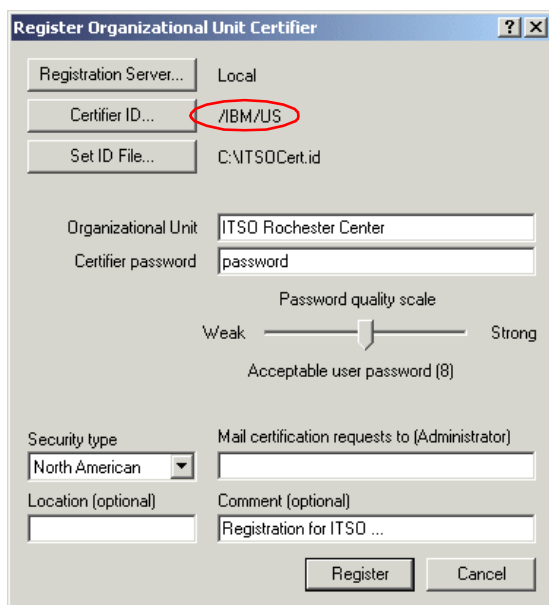 Register Organizational Unit Certifier
Registration Server... Local
Certifier ID... /IBM/US
Set ID File... C:\ITSOCert.id
Organizational Unit ITSO Rochester Center
Certifier password password
Password quality scale
Weak Strong
Acceptable user password (8)
Security type
North American
Mail certification requests to (Administrator)
Location (optional)
Comment (optional)
Registration for ITSO ...
Register Cancel